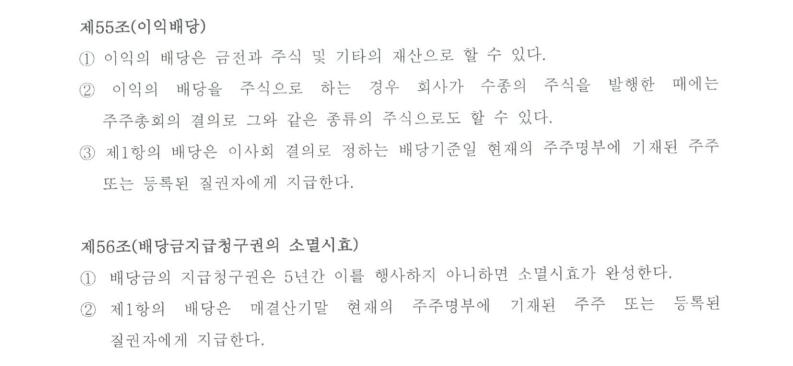 제55조(이익배당)
① 이익의 배당은 금전과 주식 및 기타의 재산으로 할 수 있다.
② 이익의 배당을 주식으로 하는 경우 회사가 수종의 주식을 발행한 때에는
주주총회의 결의로 그와 같은 종류의 주식으로도 할 수 있다.
③ 제1항의 배당은 이사회 결의로 정하는 배당기준일 현재의 주주명부에 기재된 주주
또는 등록된 질권자에게 지급한다.
제56조(배당금지급청구권의 소멸시효)
① 배당금의 지급청구권은 5년간 이를 행사하지 아니하면 소멸시효가 완성한다.
② 제1항의 배당은 매결산기말 현재의 주주명부에 기재된 주주 또는 등록된
질권자에게 지급한다.